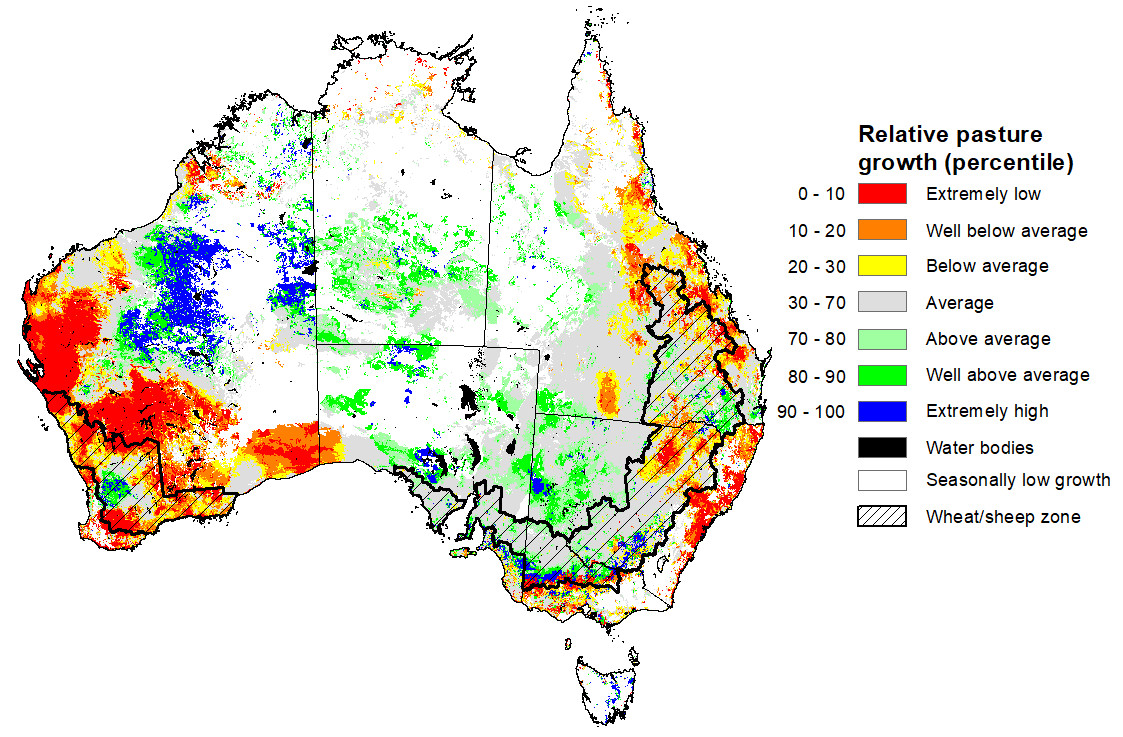 Relative pasture
growth (percentile)
0 - 10 Extremely low
10 - 20 Well below average
20 - 30 Below average
30 - 70 Average
70 - 80 Above average
80 - 90 Well above average
90 - 100 Extremely high
Water bodies
Seasonally low growth
Wheat/sheep zone